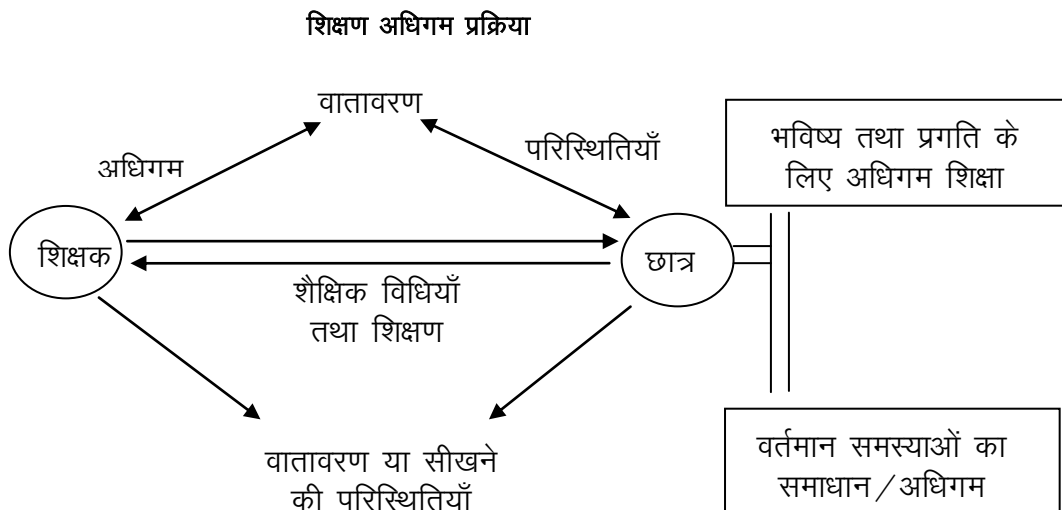 शिक्षण अधिगम प्रक्रिया
वातावरण
अधिगम
परिस्थितियाँ
भविष्य तथा प्रगति के
लिए अधिगम शिक्षा
शिक्षक
छात्र
शैक्षिक विधियाँ
तथा शिक्षण
वातावरण या सीखने
की परिस्थितियाँ
वर्तमान समस्याओं का
समाधान/अधिगम